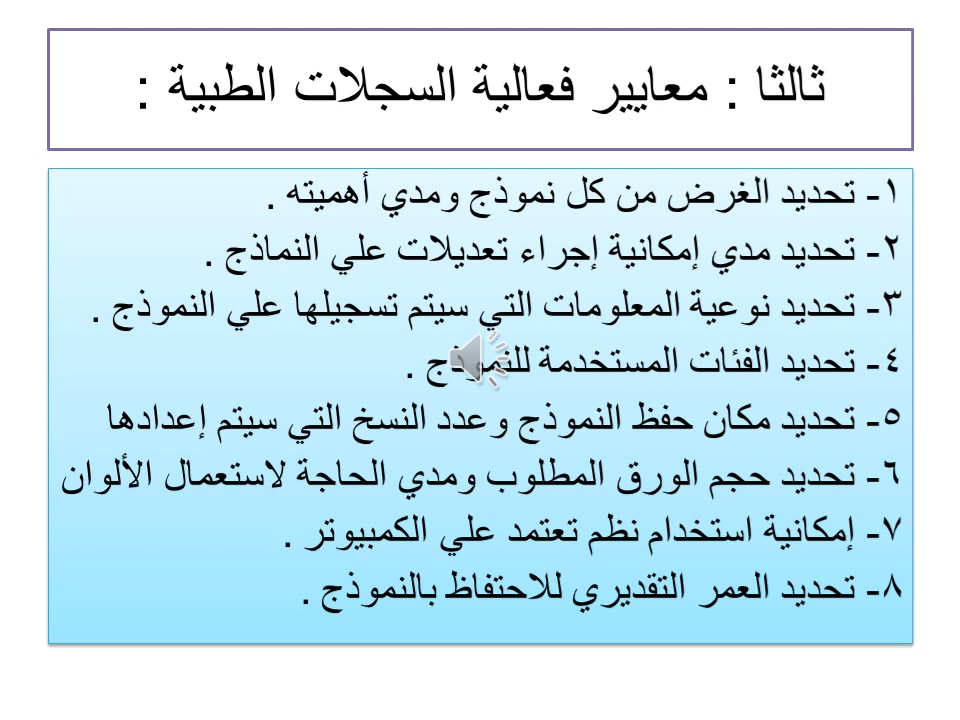 ثالثا : معايير فعالية السجلات الطبية :
١- تحديد الغرض من كل نموذج ومدي أهميته .
٢- تحديد مدي إمكانية إجراء تعديلات علي النماذج .
٣- تحديد نوعية المعلومات التي سيتم تسجيلها علي النموذج .
٤- تحديد الفئات المستخدمة للنموذج .
٥- تحديد مكان حفظ النموذج وعدد النسخ التي سيتم إعدادها
٦- تحديد حجم الورق المطلوب ومدي الحاجة لاستعمال الألوان
٧- إمكانية استخدام نظم تعتمد علي الكمبيوتر .
٨- تحديد العمر التقديري للاحتفاظ بالنموذج .